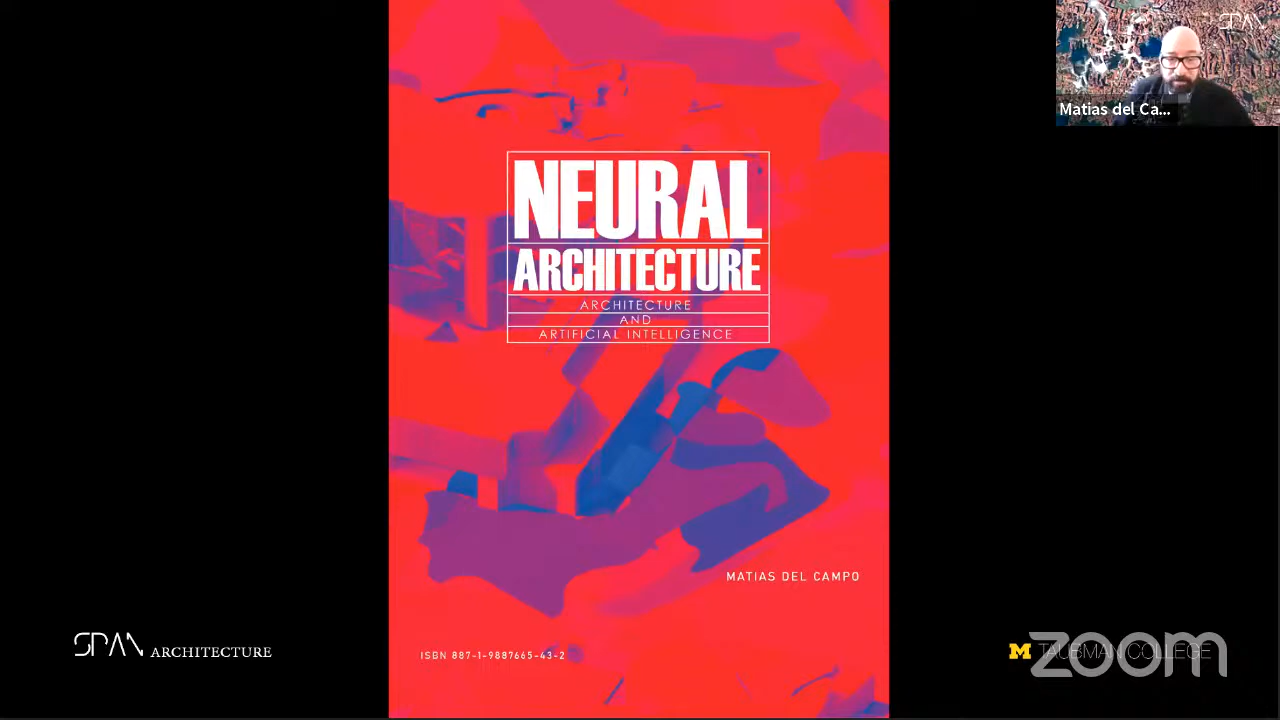 SPAN
Matias del Ca...
NEURAL
ARCHITECTURE
ARCHITECTURE
AND
ARTIFICIAL INTELLIGENCE
MATIAS DEL CAMPO
ISBN 887-1-9887665-43-2
SPAN ARCHITECTURE
M TAUBMAN COLLEGE
zoom